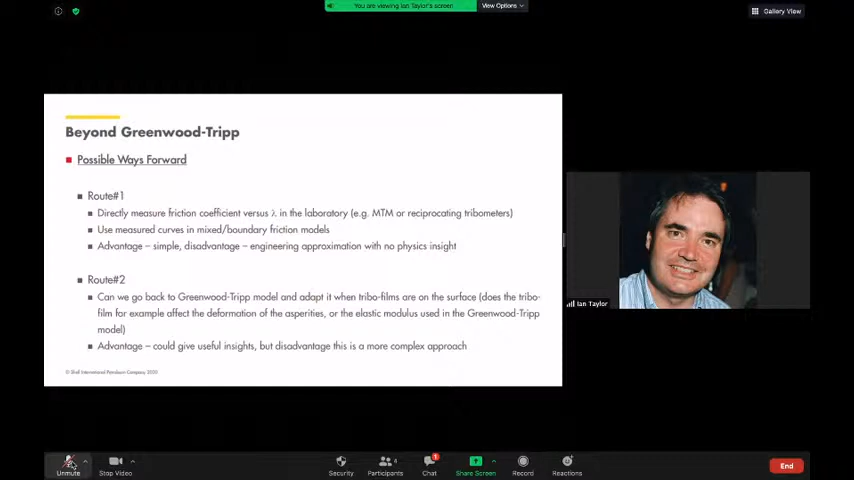 You are viewing Ian Taylor's screen
View Options
Gallery View
Beyond Greenwood-Tripp
Possible Ways Forward
Route#1
Directly measure friction coefficient versus λ in the laboratory (e.g. MTM or reciprocating tribometers)
Use measured curves in mixed/boundary friction models
Advantage – simple, disadvantage – engineering approximation with no physics insight
Route#2
Can we go back to Greenwood-Tripp model and adapt it when tribo-films are on the surface (does the tribo-
film for example affect the deformation of the asperities, or the elastic modulus used in the Greenwood-Tripp
model)
Advantage – could give useful insights, but disadvantage this is a more complex approach
© Shell International Petroleum Company 2020
Ian Taylor
4
1
Unmute
Stop Video
Security
Participants
Chat
Share Screen
Record
Reactions
End